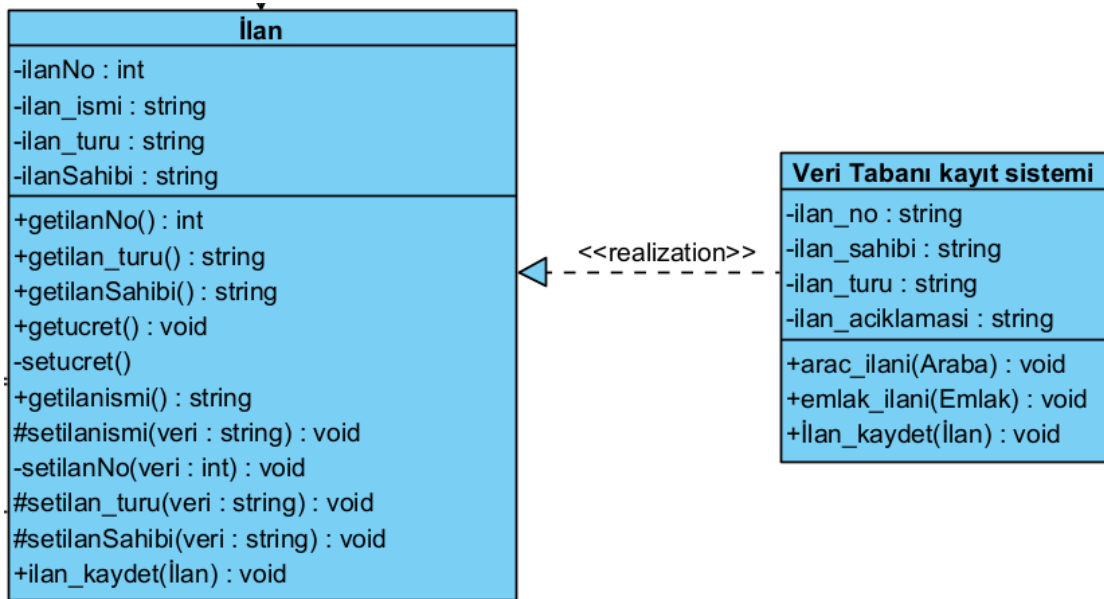 İlan
-ilanNo : int
-ilan_ismi : string
-ilan_turu : string
-ilanSahibi : string
+getilanNo() : int
+getilan_turu() : string
+getilanSahibi() : string
+getucret() : void
-setucret()
+getilanismi() : string
#setilanismi(veri : string) : void
-setilanNo(veri : int) : void
#setilan_turu(veri : string) : void
#setilanSahibi(veri : string) : void
+ilan_kaydet(İlan) : void
<<realization>>
Veri Tabanı kayıt sistemi
-ilan_no : string
-ilan_sahibi : string
-ilan_turu : string
-ilan_aciklamasi : string
+arac_ilani(Araba) : void
+emlak_ilani(Emlak) : void
+İlan_kaydet(İlan) : void